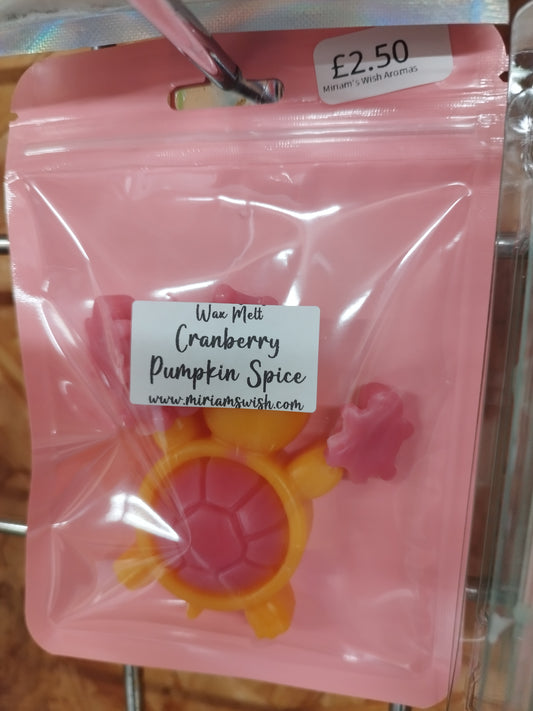 £2.50
Miriam's Wish Aromas
Wax Melt
Cranberry
Pumpkin Spice
www.miriamswish.com